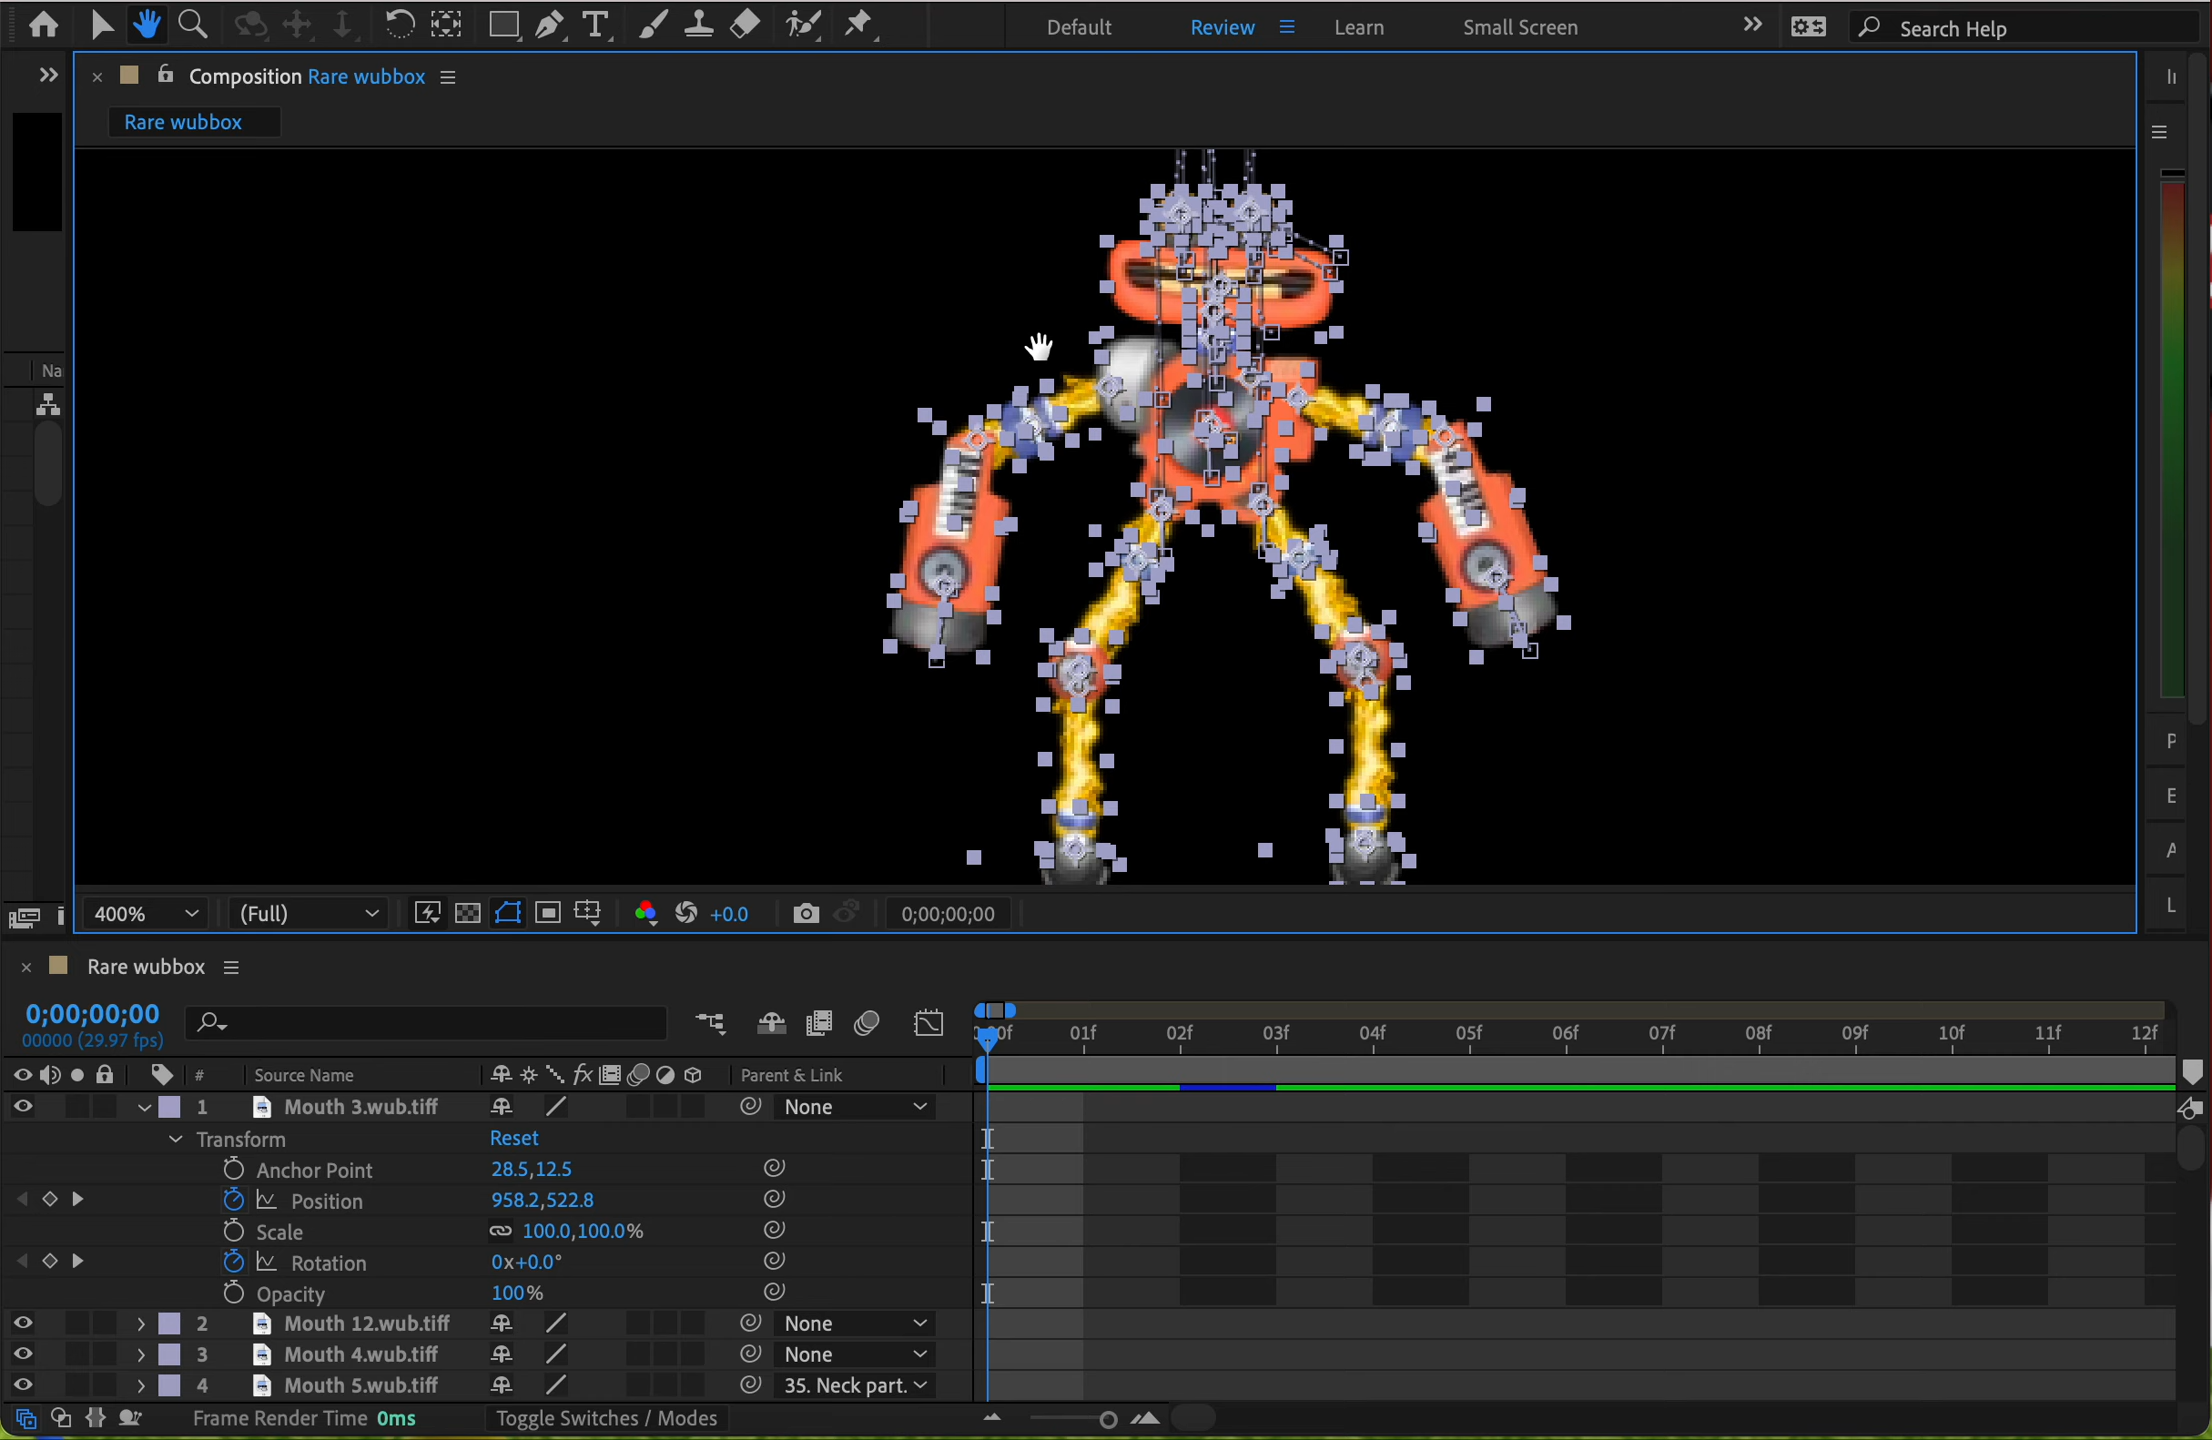 Default Review Learn Small Screen Search Help
Composition Rare wubbox
Rare wubbox
Na
P
E
A
L
400% (Full) +0.0 0;00;00;00
Rare wubbox
0;00;00;00
00000 (29.97 fps)
01f 02f 03f 04f 05f 06f 07f 08f 09f 10f 11f 12f
# Source Name fx Parent & Link
1 Mouth 3.wub.tiff None
Transform Reset
Anchor Point 28.5,12.5
Position 958.2,522.8
Scale 100.0,100.0%
Rotation 0x+0.0°
Opacity 100%
2 Mouth 12.wub.tiff None
3 Mouth 4.wub.tiff None
4 Mouth 5.wub.tiff 35. Neck part.
Frame Render Time 0ms Toggle Switches / Modes